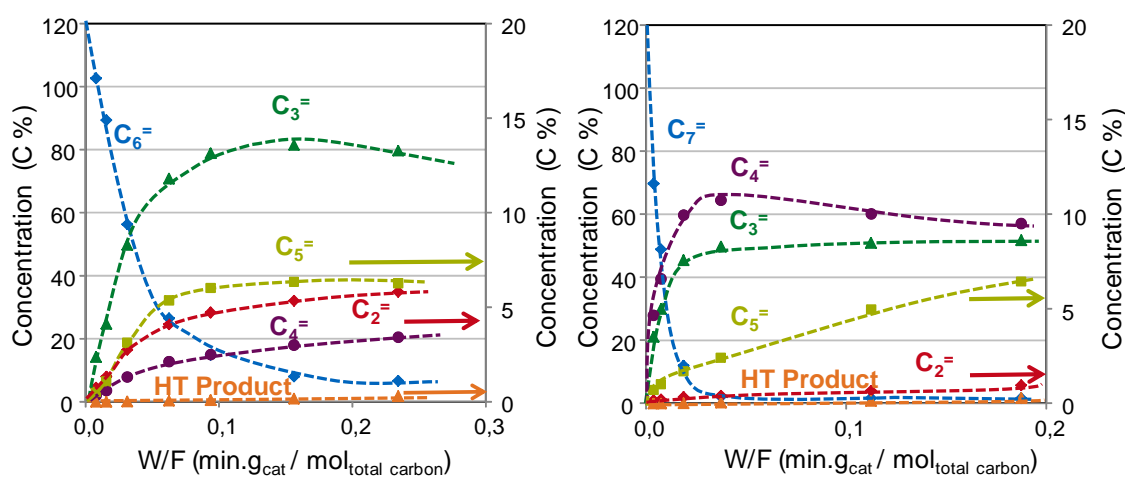 120
100
80
60
40
20
0
Concentration (C %)
20
15
10
5
0
Concentration (C %)
C6=
C3=
C5=
C2=
C4=
HT Product
0,0
0,1
0,2
0,3
W/F (min.gcat / moltotal carbon)
120
100
80
60
40
20
0
Concentration (C %)
20
15
10
5
0
Concentration (C %)
C7=
C4=
C3=
C5=
C2=
HT Product
0,0
0,1
0,2
W/F (min.gcat / moltotal carbon)